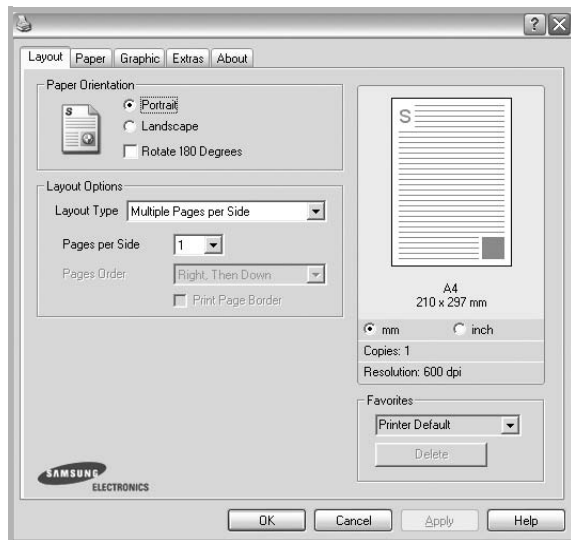 ?
Layout
Paper
Graphic
Extras
About
Paper Orientation
S
Portrait
Landscape
Rotate 180 Degrees
Layout Options
Layout Type
Multiple Pages per Side
Pages per Side
1
Pages Order
Right, Then Down
Print Page Border
S
A4
210 x 297 mm
mm
inch
Copies: 1
Resolution: 600 dpi
Favorites
Printer Default
Delete
SAMSUNG
ELECTRONICS
OK
Cancel
Apply
Help